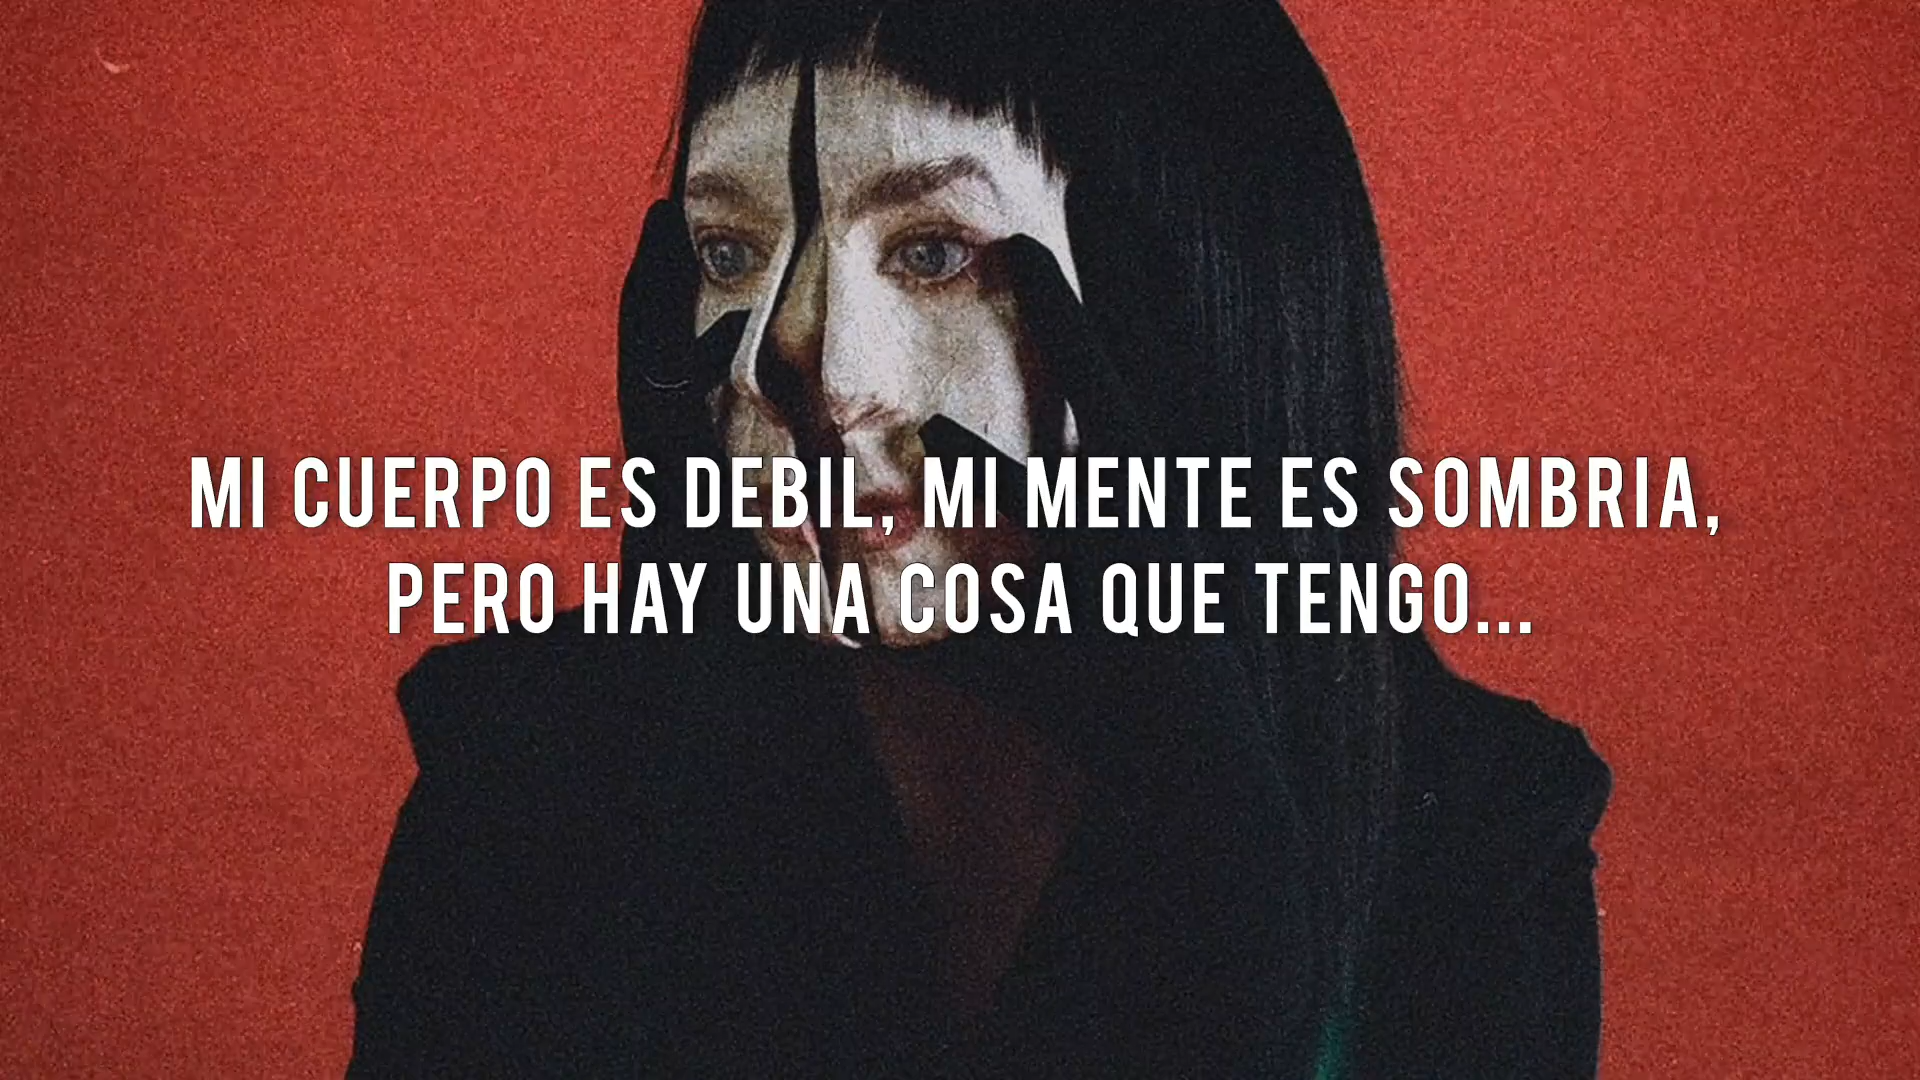 MI CUERPO ES DEBIL, MI MENTE ES SOMBRIA,
PERO HAY UNA COSA QUE TENGO...